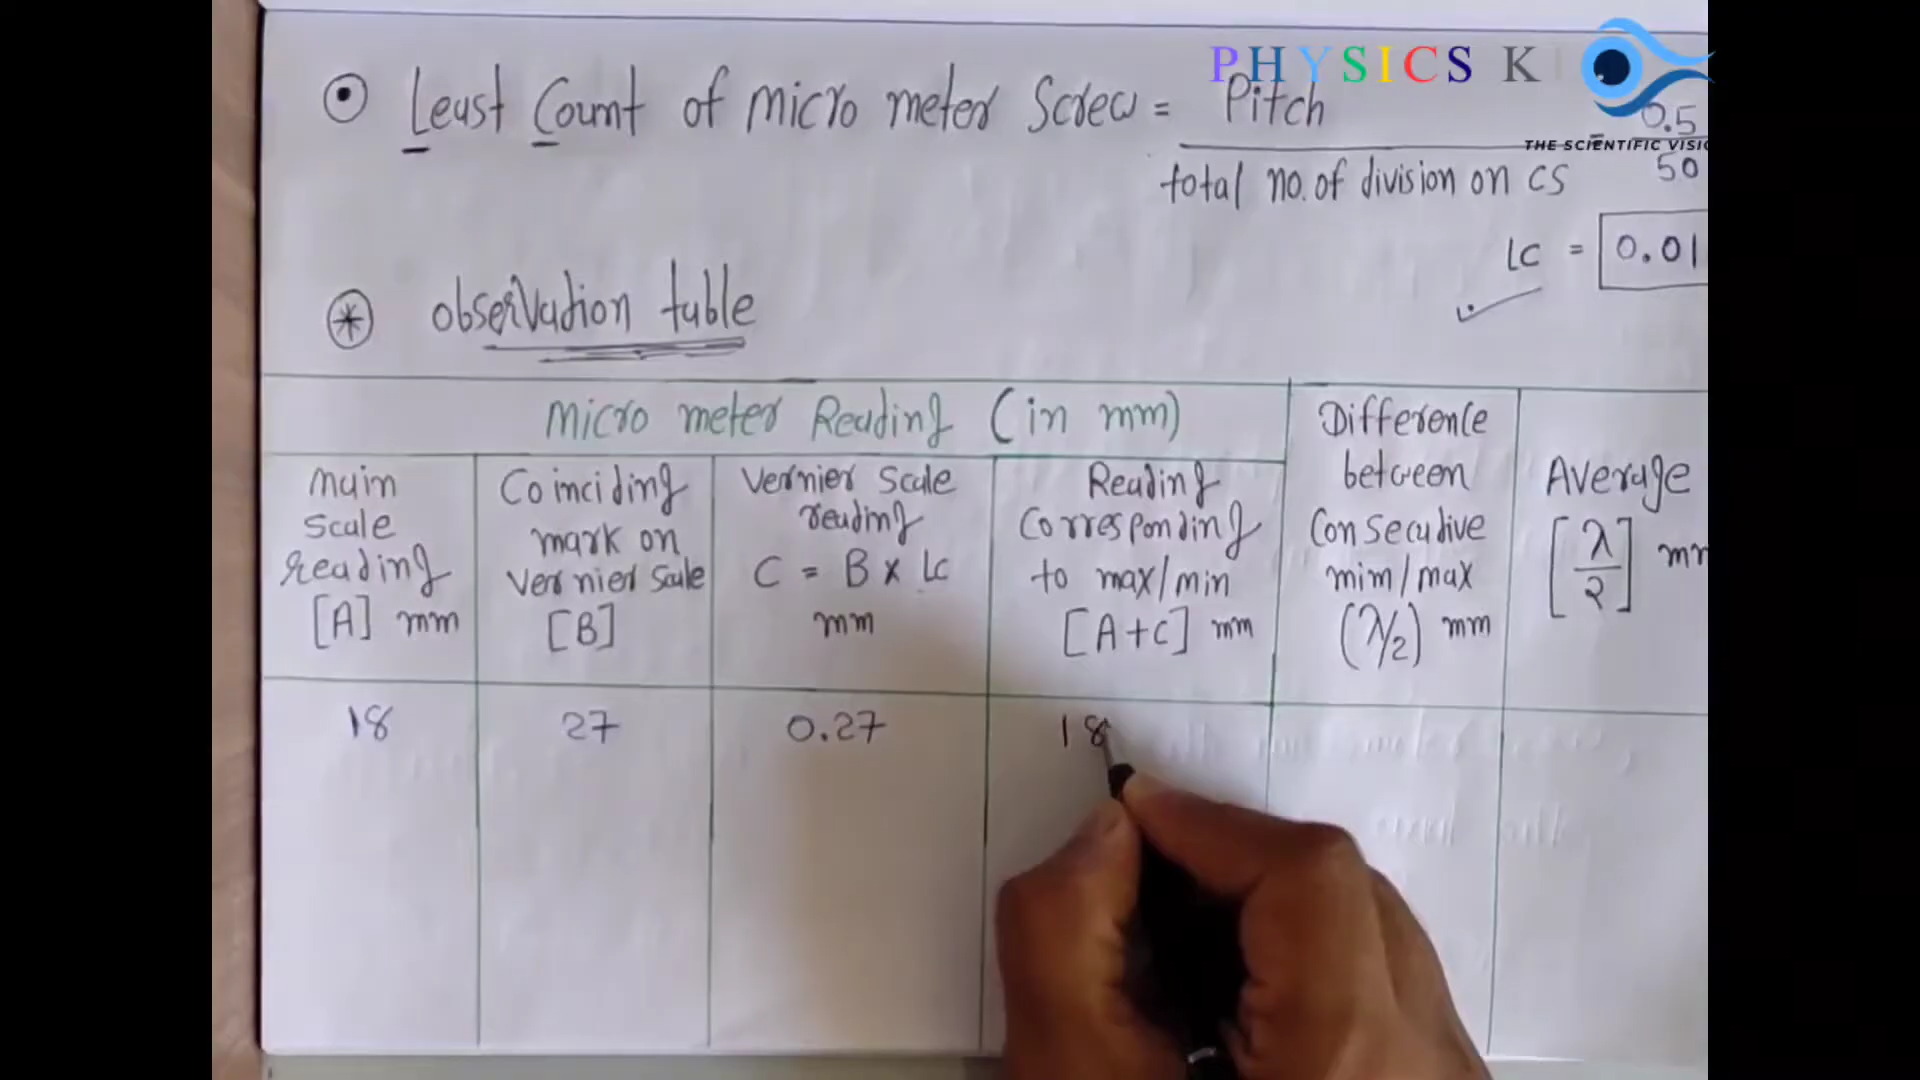 PHYSICS K
THE SCIENTIFIC VISIO
Least Count of micro meter Screw = Pitch
total no. of division on CS
= 0.5
50
LC = 0.01
observation table
Micro meter Reading (in mm)
Main
Scale
reading
[A] mm
Coinciding
mark on
Vernier Scale
[B]
Vernier Scale
reading
C = B x Lc
mm
Reading
Corresponding
to max/min
[A+C] mm
Difference
between
Consecutive
mim/max
(λ/2) mm
Average
[λ/2] mm
18
27
0.27
18